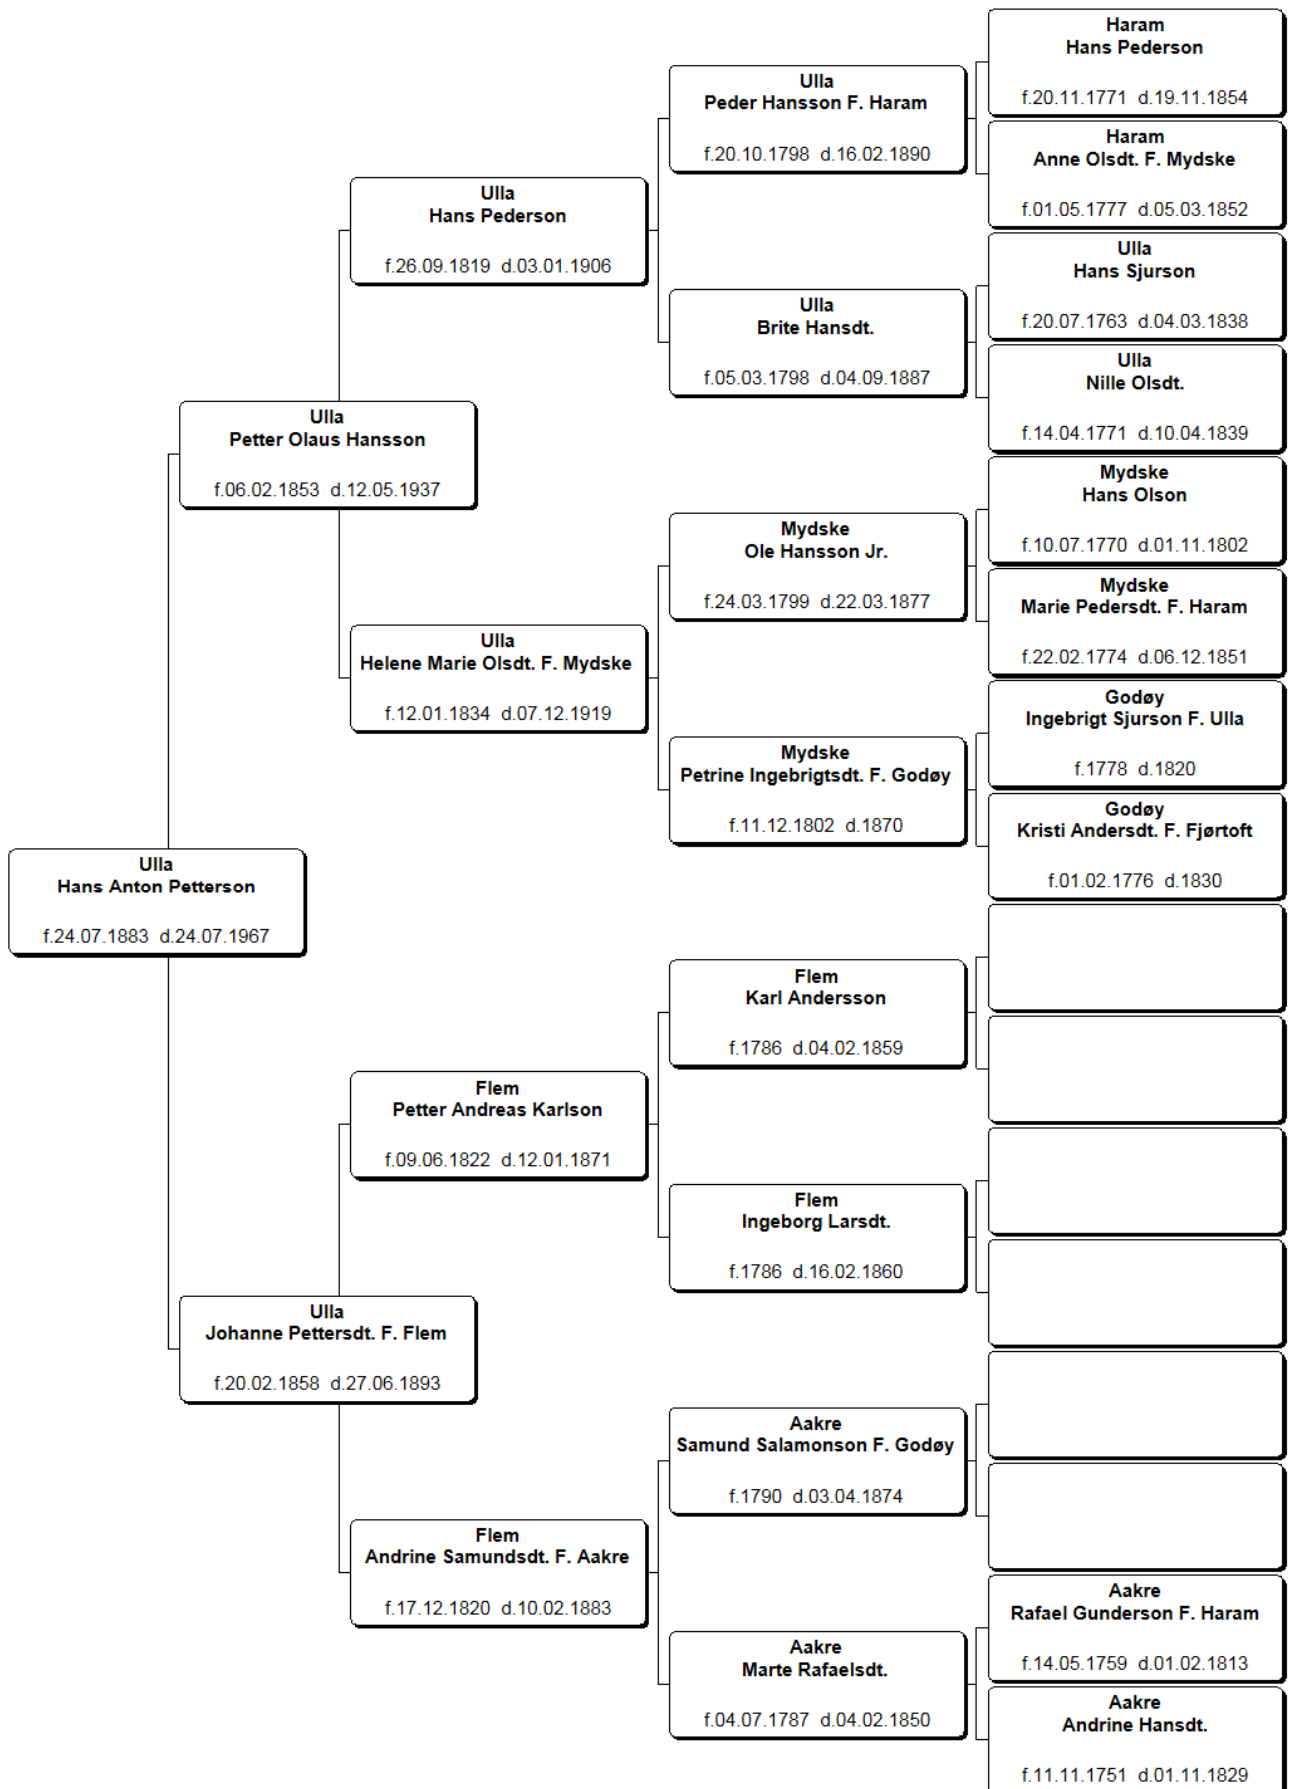 Haram
Hans Pederson
f.20.11.1771 d.19.11.1854
Ulla
Peder Hansson F. Haram
f.20.10.1798 d.16.02.1890
Haram
Anne Olsdt. F. Mydske
f.01.05.1777 d.05.03.1852
Ulla
Hans Pederson
f.26.09.1819 d.03.01.1906
Ulla
Hans Sjurson
f.20.07.1763 d.04.03.1838
Ulla
Brite Hansdt.
f.05.03.1798 d.04.09.1887
Ulla
Nille Olsdt.
f.14.04.1771 d.10.04.1839
Ulla
Petter Olaus Hansson
f.06.02.1853 d.12.05.1937
Mydske
Hans Olson
f.10.07.1770 d.01.11.1802
Mydske
Ole Hansson Jr.
f.24.03.1799 d.22.03.1877
Mydske
Marie Pedersdt. F. Haram
f.22.02.1774 d.06.12.1851
Ulla
Helene Marie Olsdt. F. Mydske
f.12.01.1834 d.07.12.1919
Godøy
Ingebrigt Sjurson F. Ulla
f.1778 d.1820
Mydske
Petrine Ingebrigtsdt. F. Godøy
f.11.12.1802 d.1870
Godøy
Kristi Andersdt. F. Fjørtoft
f.01.02.1776 d.1830
Ulla
Hans Anton Petterson
f.24.07.1883 d.24.07.1967
Flem
Karl Andersson
f.1786 d.04.02.1859
Flem
Petter Andreas Karlson
f.09.06.1822 d.12.01.1871
Flem
Ingeborg Larsdt.
f.1786 d.16.02.1860
Ulla
Johanne Pettersdt. F. Flem
f.20.02.1858 d.27.06.1893
Aakre
Samund Salamonson F. Godøy
f.1790 d.03.04.1874
Flem
Andrine Samundsdt. F. Aakre
f.17.12.1820 d.10.02.1883
Aakre
Rafael Gunderson F. Haram
f.14.05.1759 d.01.02.1813
Aakre
Marte Rafaelsdt.
f.04.07.1787 d.04.02.1850
Aakre
Andrine Hansdt.
f.11.11.1751 d.01.11.1829